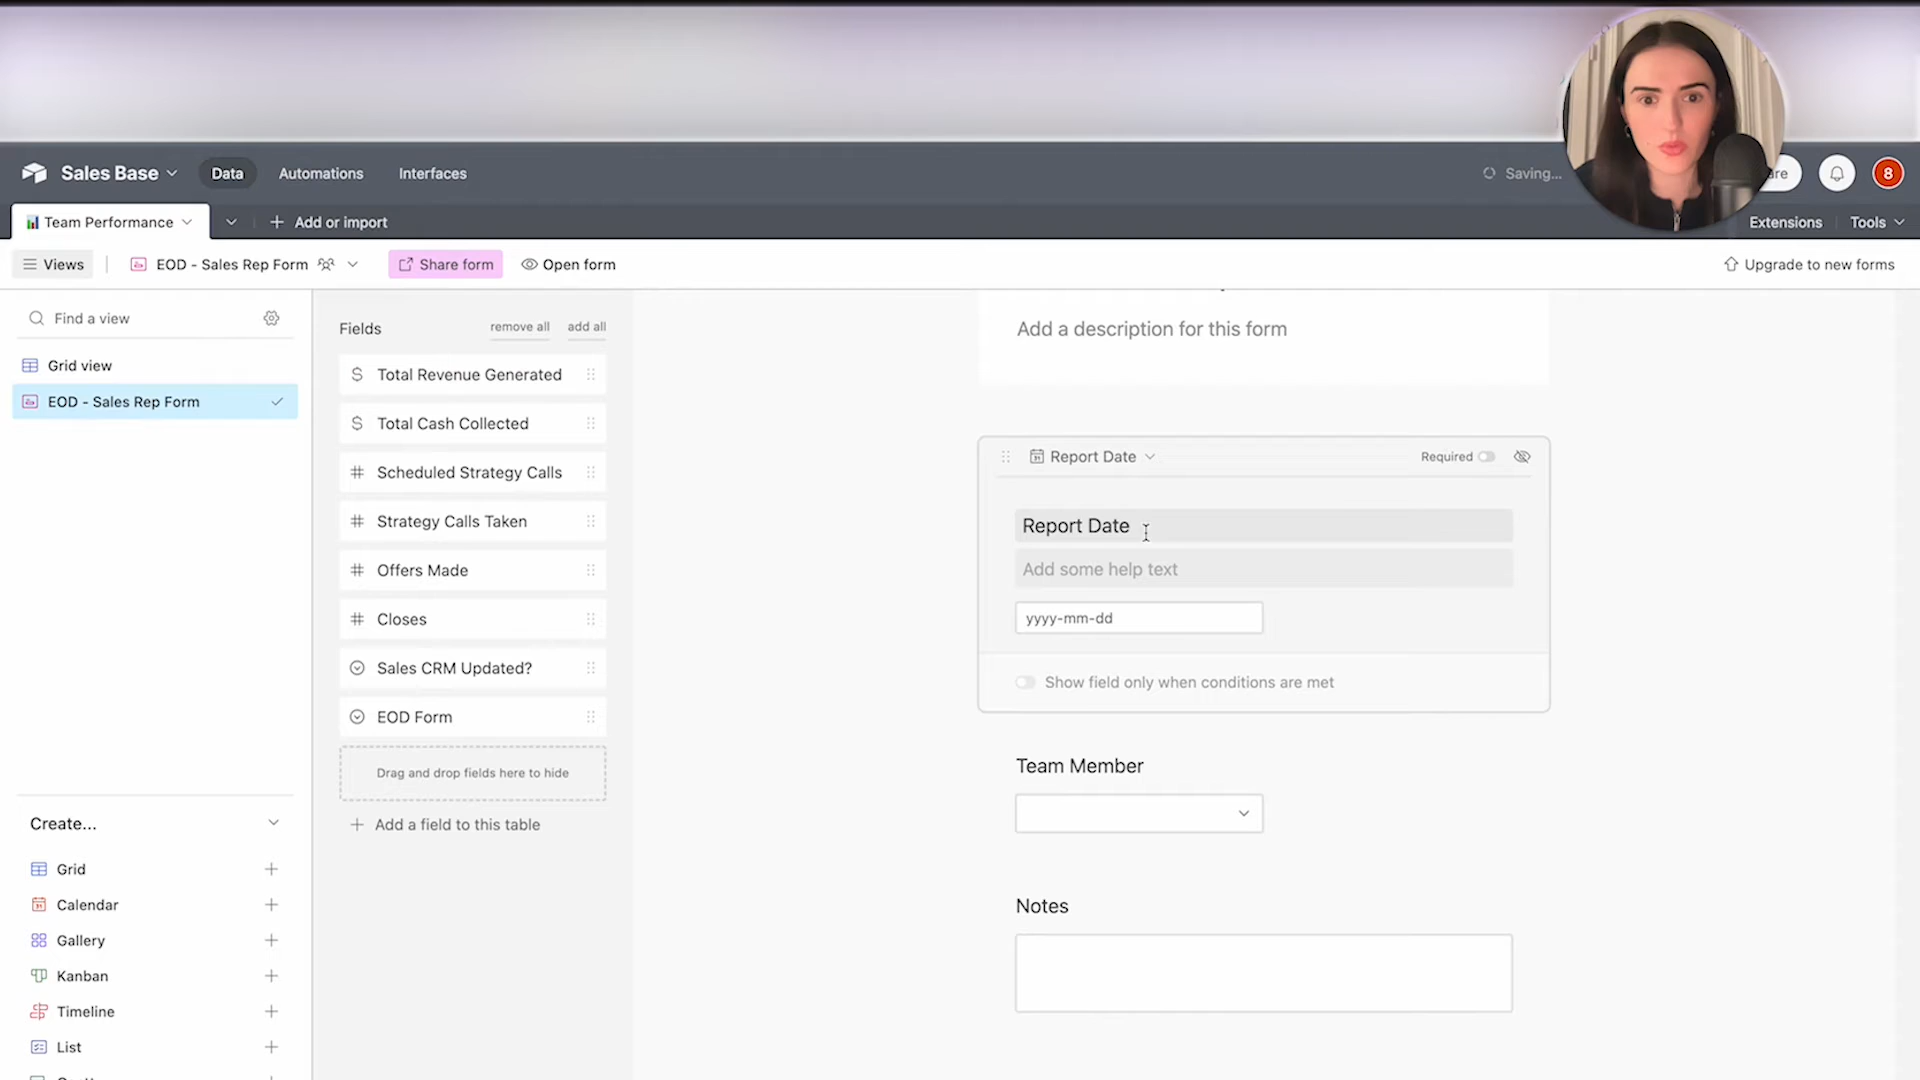 Sales Base
Data
Automations
Interfaces
Saving...
8
Team Performance
Add or import
Extensions
Tools
Views
EOD - Sales Rep Form
Share form
Open form
Upgrade to new forms
Find a view
Grid view
EOD - Sales Rep Form
Create...
Grid
Calendar
Gallery
Kanban
Timeline
List
Fields
remove all
add all
$ Total Revenue Generated
$ Total Cash Collected
# Scheduled Strategy Calls
# Strategy Calls Taken
# Offers Made
# Closes
Sales CRM Updated?
EOD Form
Drag and drop fields here to hide
+ Add a field to this table
Add a description for this form
Report Date
Required
Report Date
Add some help text
yyyy-mm-dd
Show field only when conditions are met
Team Member
Notes